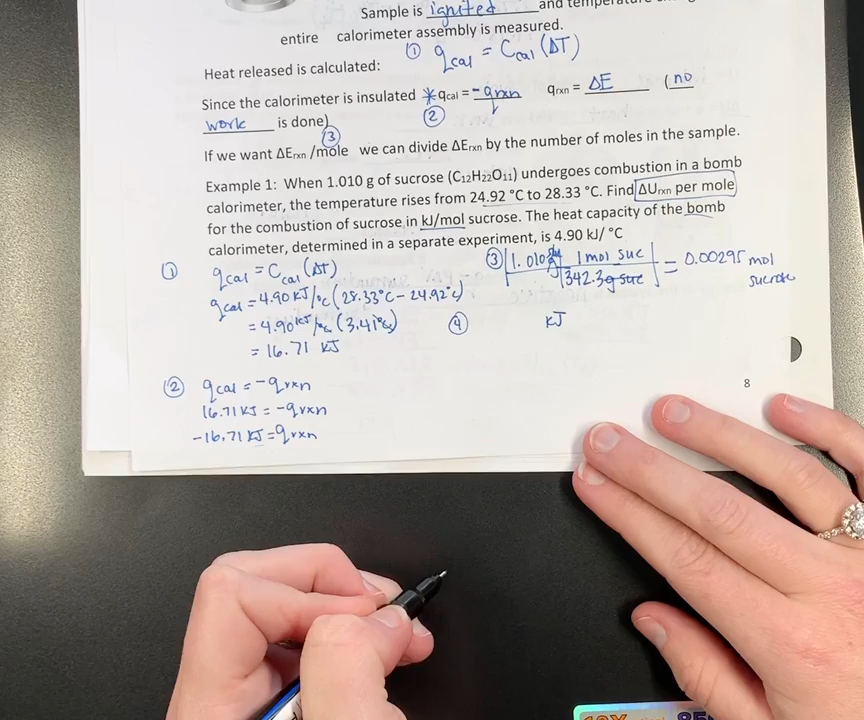 Sample is ignited and temperature
entire calorimeter assembly is measured.
Heat released is calculated: ① qcal = Ccal (ΔT)
Since the calorimeter is insulated * qcal = -qrxn qrxn = ΔE (no
②
work is done)
③
If we want ΔErxn /mole we can divide ΔErxn by the number of moles in the sample.
Example 1: When 1.010 g of sucrose (C12H22O11) undergoes combustion in a bomb
calorimeter, the temperature rises from 24.92 °C to 28.33 °C. Find ΔUrxn per mole
for the combustion of sucrose in kJ/mol sucrose. The heat capacity of the bomb
calorimeter, determined in a separate experiment, is 4.90 kJ/ °C
① qcal = Ccal (ΔT)
qcal = 4.90 kJ/°C (28.33°C - 24.92°C)
= 4.90 kJ/°C (3.41°C)
= 16.71 kJ
② qcal = -qrxn
16.71 kJ = -qrxn
-16.71 kJ = qrxn
③ 1.010 g 1 mol suc = 0.00295 mol
342.3 g suc sucrose
④ kJ
8